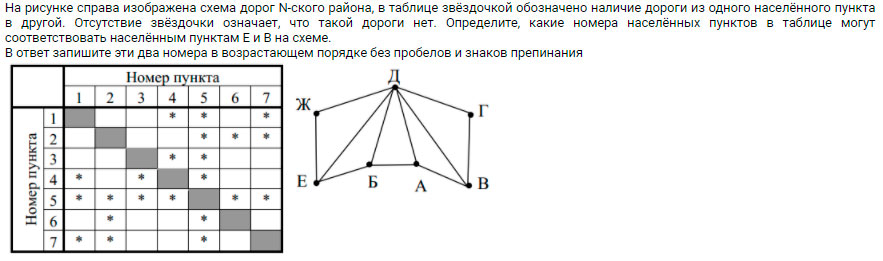 На рисунке справа изображена схема дорог N-ского района, в таблице звёздочкой обозначено наличие дороги из одного населённого пункта
в другой. Отсутствие звёздочки означает, что такой дороги нет. Определите, какие номера населённых пунктов в таблице могут
соответствовать населённым пунктам Е и В на схеме.
В ответ запишите эти два номера в возрастающем порядке без пробелов и знаков препинания
Номер пункта
1 2 3 4 5 6 7
Номер пункта
1 * * *
2 * * *
3 * *
4 * * *
5 * * * * * *
6 * *
7 * * *
Д
Ж Г
Е Б А В